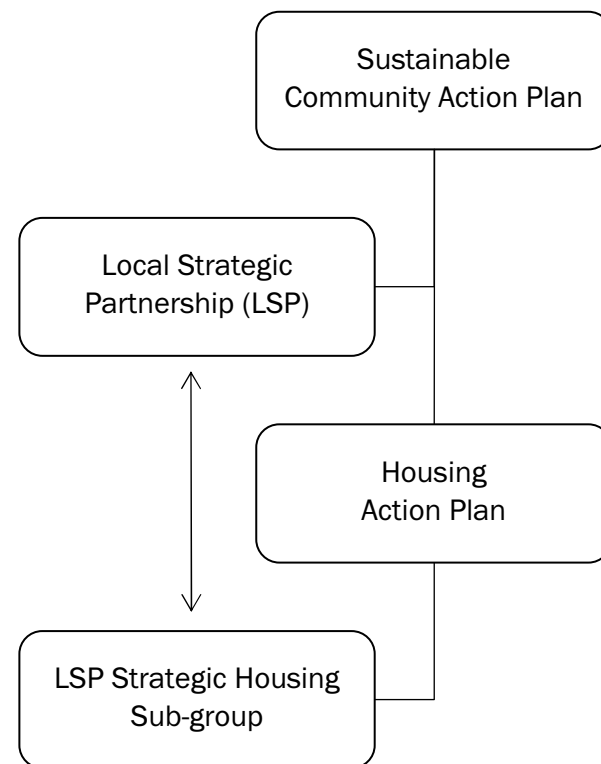 Sustainable
Community Action Plan
Local Strategic
Partnership (LSP)
Housing
Action Plan
LSP Strategic Housing
Sub-group